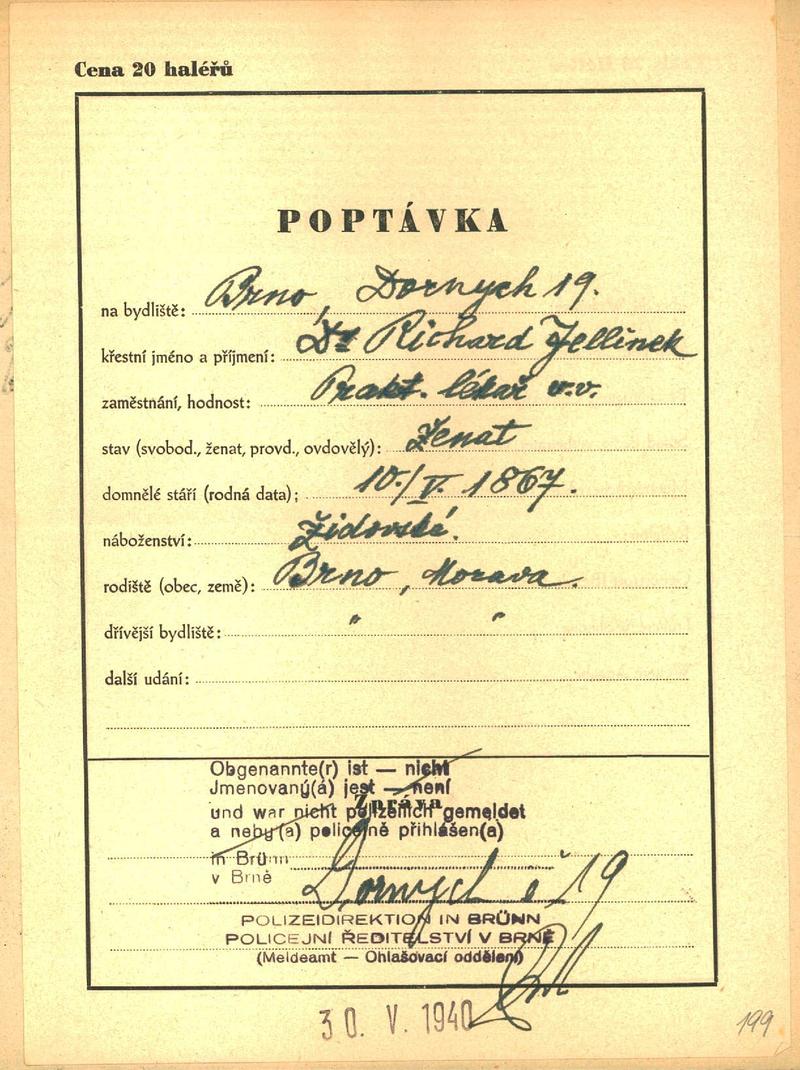 Cena 20 haléřů
POPTÁVKA
na bydliště: Brno, Dornych 19.
křestní jméno a příjmení: Dr Richard Jellinek
zaměstnání, hodnost: Prakt. lékař v.v.
stav (svobod., ženat, provd., ovdovělý): Ženat
domnělé stáří (rodná data); 10./V. 1867.
náboženství: Židovské.
rodiště (obec, země): Brno, Morava.
dřívější bydliště: " "
další udání:
Obgenannte(r) ist — nicht
Jmenovaný(á) jest — není
Zpráva
und war nicht polizeilich gemeldet
a neby(a) policejně přihlášen(a)
in Brünn
v Brně Dornych č 19
POLIZEIDIREKTION IN BRÜNN
POLICEJNÍ ŘEDITELSTVÍ V BRNĚ
(Meldeamt — Ohlašovací oddělení)
30. V. 1940
199